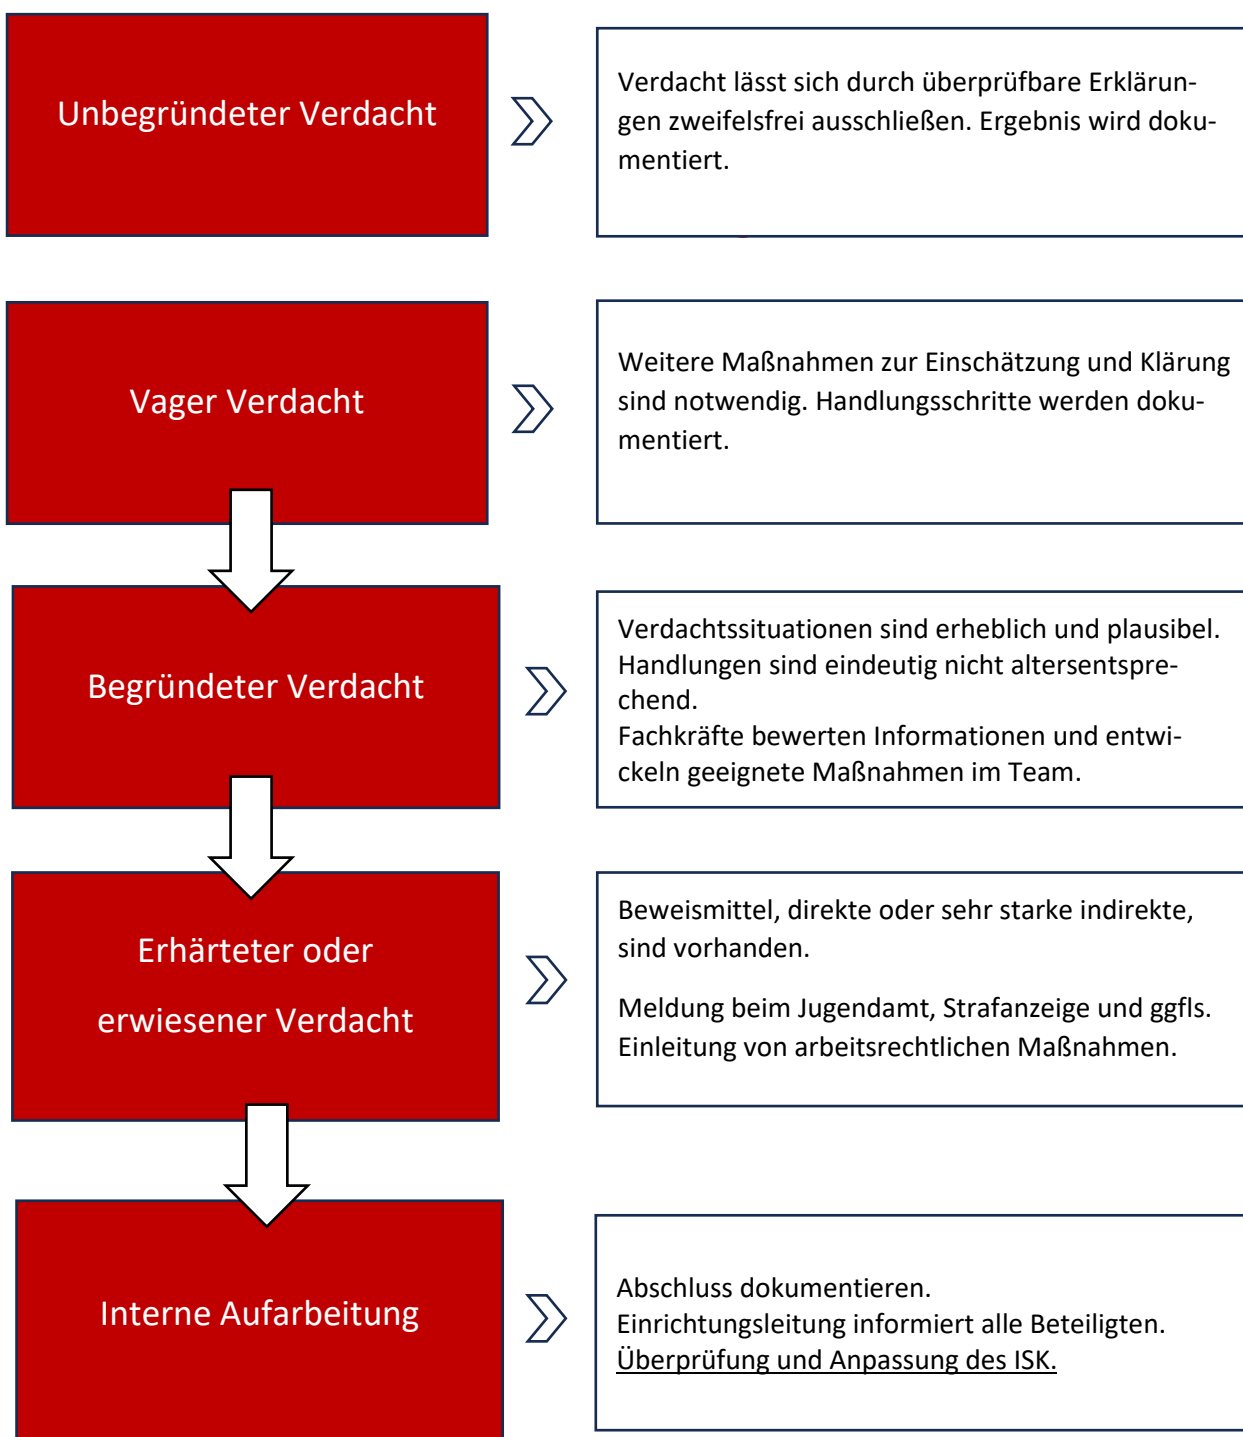 Unbegründeter Verdacht
Verdacht lässt sich durch überprüfbare Erklärun-
gen zweifelsfrei ausschließen. Ergebnis wird doku-
mentiert.
Vager Verdacht
Weitere Maßnahmen zur Einschätzung und Klärung
sind notwendig. Handlungsschritte werden doku-
mentiert.
Begründeter Verdacht
Verdachtssituationen sind erheblich und plausibel.
Handlungen sind eindeutig nicht altersentspre-
chend.
Fachkräfte bewerten Informationen und entwi-
ckeln geeignete Maßnahmen im Team.
Erhärteter oder
erwiesener Verdacht
Beweismittel, direkte oder sehr starke indirekte,
sind vorhanden.
Meldung beim Jugendamt, Strafanzeige und ggfls.
Einleitung von arbeitsrechtlichen Maßnahmen.
Interne Aufarbeitung
Abschluss dokumentieren.
Einrichtungsleitung informiert alle Beteiligten.
Überprüfung und Anpassung des ISK.